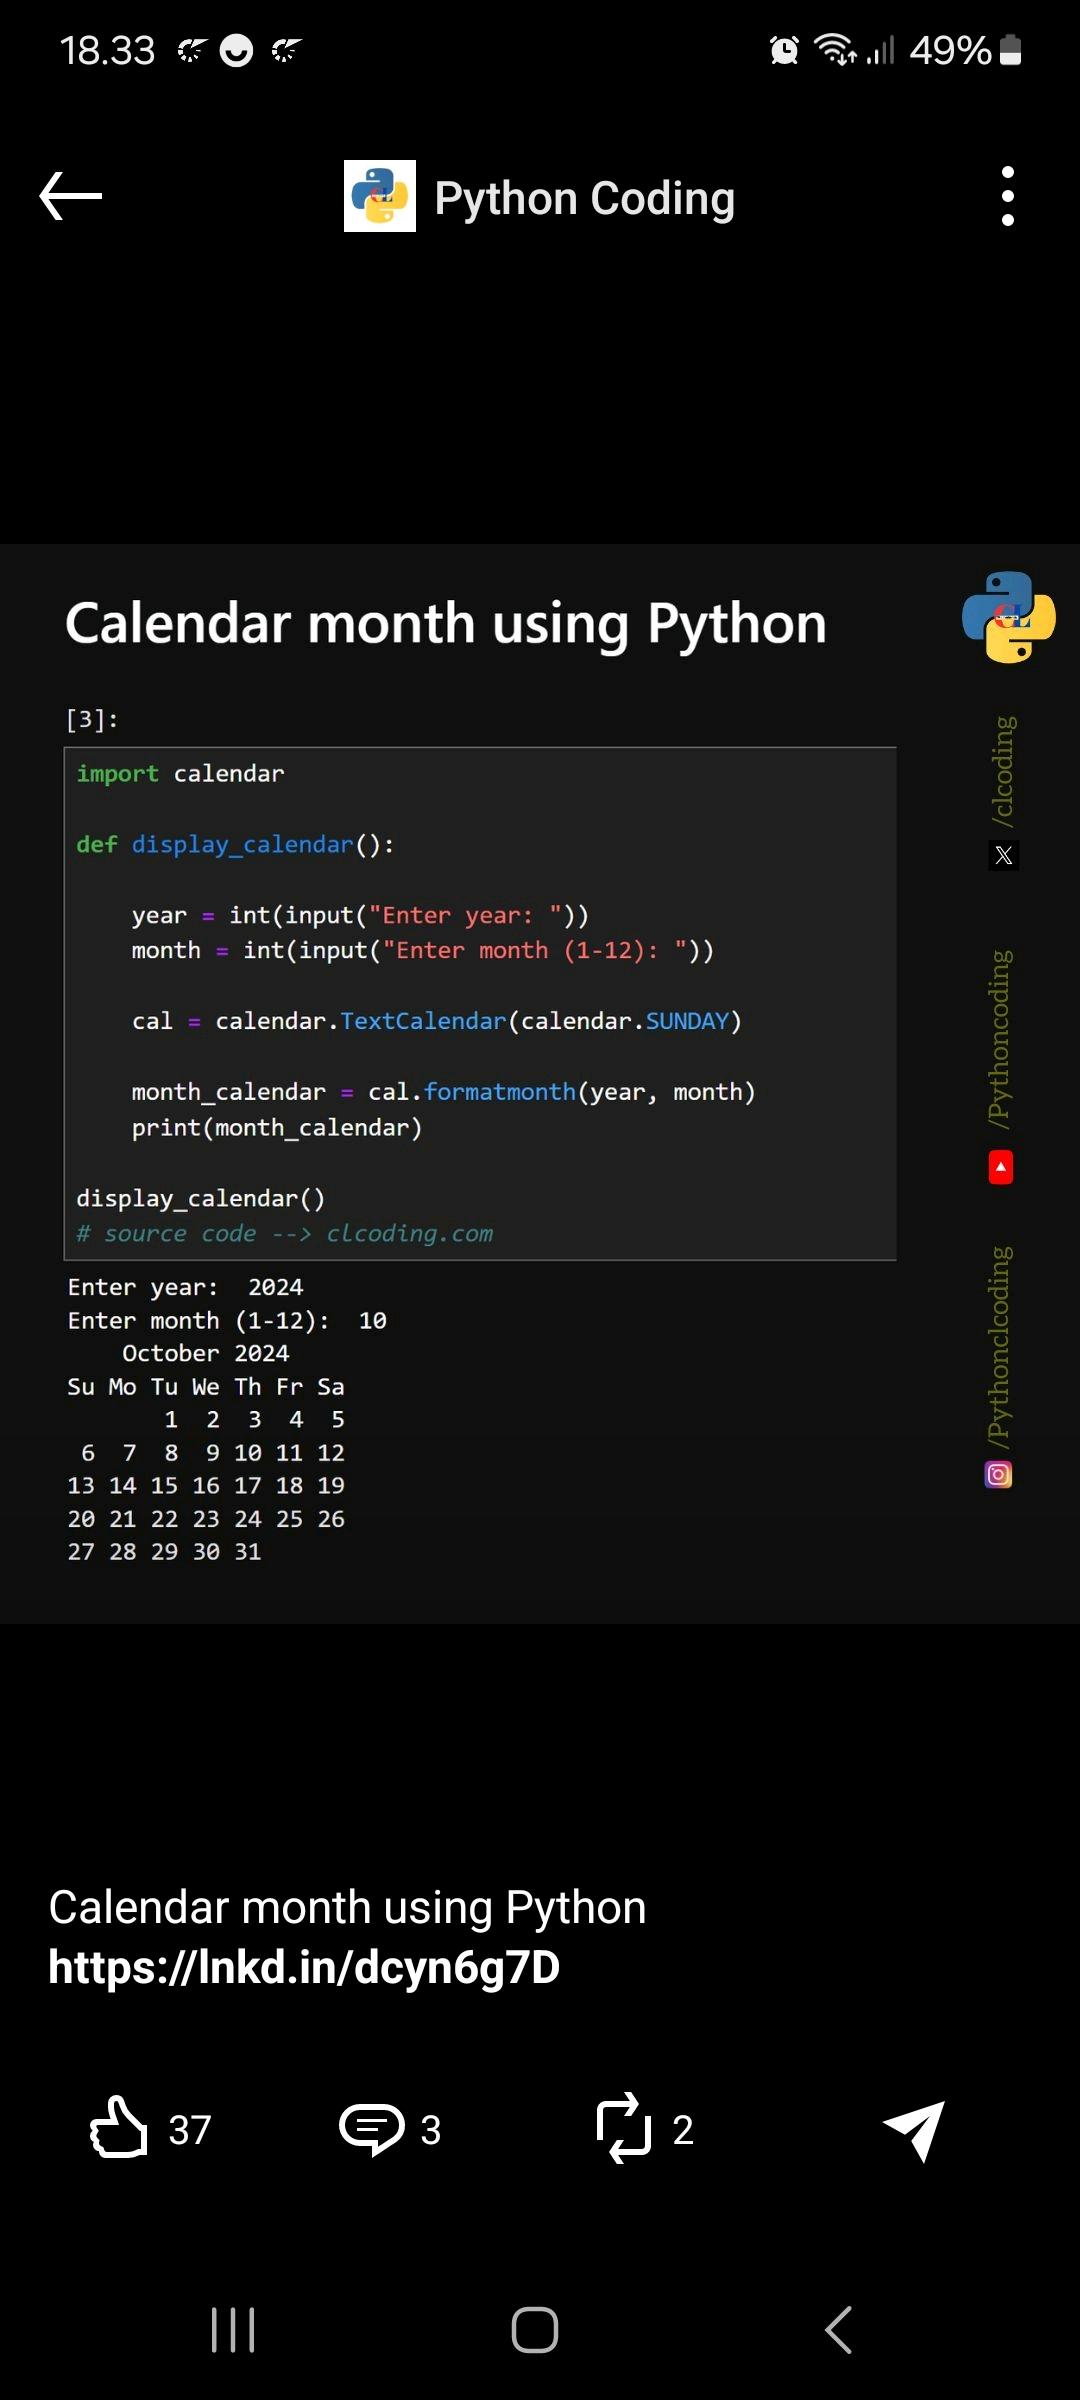 18.33
49%
Python Coding
Calendar month using Python
[3]:
import calendar
def display_calendar():
    year = int(input("Enter year: "))
    month = int(input("Enter month (1-12): "))
    cal = calendar.TextCalendar(calendar.SUNDAY)
    month_calendar = cal.formatmonth(year, month)
    print(month_calendar)
display_calendar()
# source code --> clcoding.com
Enter year:  2024
Enter month (1-12):  10
    October 2024
Su Mo Tu We Th Fr Sa
       1  2  3  4  5
 6  7  8  9 10 11 12
13 14 15 16 17 18 19
20 21 22 23 24 25 26
27 28 29 30 31
CL
/clcoding
/Pythoncoding
/Pythonclcoding
Calendar month using Python
https://lnkd.in/dcyn6g7D
37
3
2